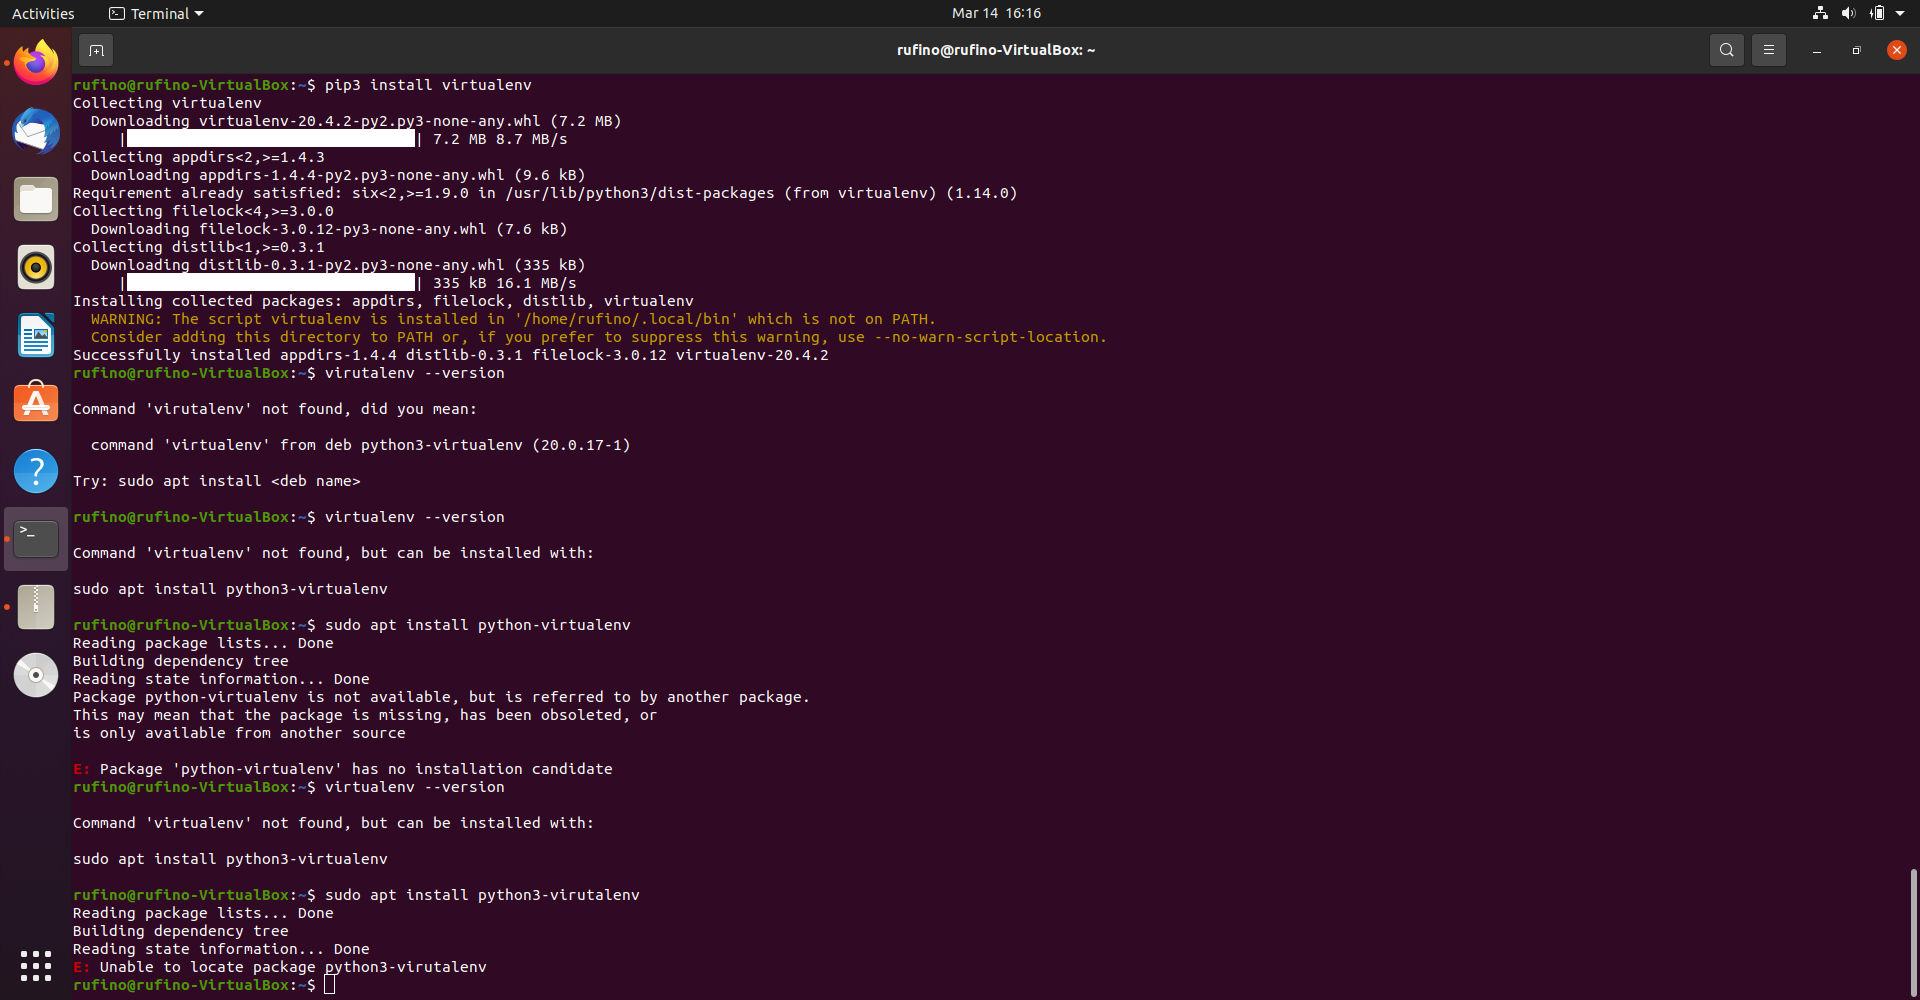 Activities
Terminal
Mar 14 16:16
rufino@rufino-VirtualBox: ~
rufino@rufino-VirtualBox:~$ pip3 install virtualenv
Collecting virtualenv
  Downloading virtualenv-20.4.2-py2.py3-none-any.whl (7.2 MB)
     | | 7.2 MB 8.7 MB/s
Collecting appdirs<2,>=1.4.3
  Downloading appdirs-1.4.4-py2.py3-none-any.whl (9.6 kB)
Requirement already satisfied: six<2,>=1.9.0 in /usr/lib/python3/dist-packages (from virtualenv) (1.14.0)
Collecting filelock<4,>=3.0.0
  Downloading filelock-3.0.12-py3-none-any.whl (7.6 kB)
Collecting distlib<1,>=0.3.1
  Downloading distlib-0.3.1-py2.py3-none-any.whl (335 kB)
     | | 335 kB 16.1 MB/s
Installing collected packages: appdirs, filelock, distlib, virtualenv
  WARNING: The script virtualenv is installed in '/home/rufino/.local/bin' which is not on PATH.
  Consider adding this directory to PATH or, if you prefer to suppress this warning, use --no-warn-script-location.
Successfully installed appdirs-1.4.4 distlib-0.3.1 filelock-3.0.12 virtualenv-20.4.2
rufino@rufino-VirtualBox:~$ virutalenv --version
Command 'virutalenv' not found, did you mean:
  command 'virtualenv' from deb python3-virtualenv (20.0.17-1)
Try: sudo apt install <deb name>
rufino@rufino-VirtualBox:~$ virtualenv --version
Command 'virtualenv' not found, but can be installed with:
sudo apt install python3-virtualenv
rufino@rufino-VirtualBox:~$ sudo apt install python-virtualenv
Reading package lists... Done
Building dependency tree
Reading state information... Done
Package python-virtualenv is not available, but is referred to by another package.
This may mean that the package is missing, has been obsoleted, or
is only available from another source
E: Package 'python-virtualenv' has no installation candidate
rufino@rufino-VirtualBox:~$ virtualenv --version
Command 'virtualenv' not found, but can be installed with:
sudo apt install python3-virtualenv
rufino@rufino-VirtualBox:~$ sudo apt install python3-virutalenv
Reading package lists... Done
Building dependency tree
Reading state information... Done
E: Unable to locate package python3-virutalenv
rufino@rufino-VirtualBox:~$